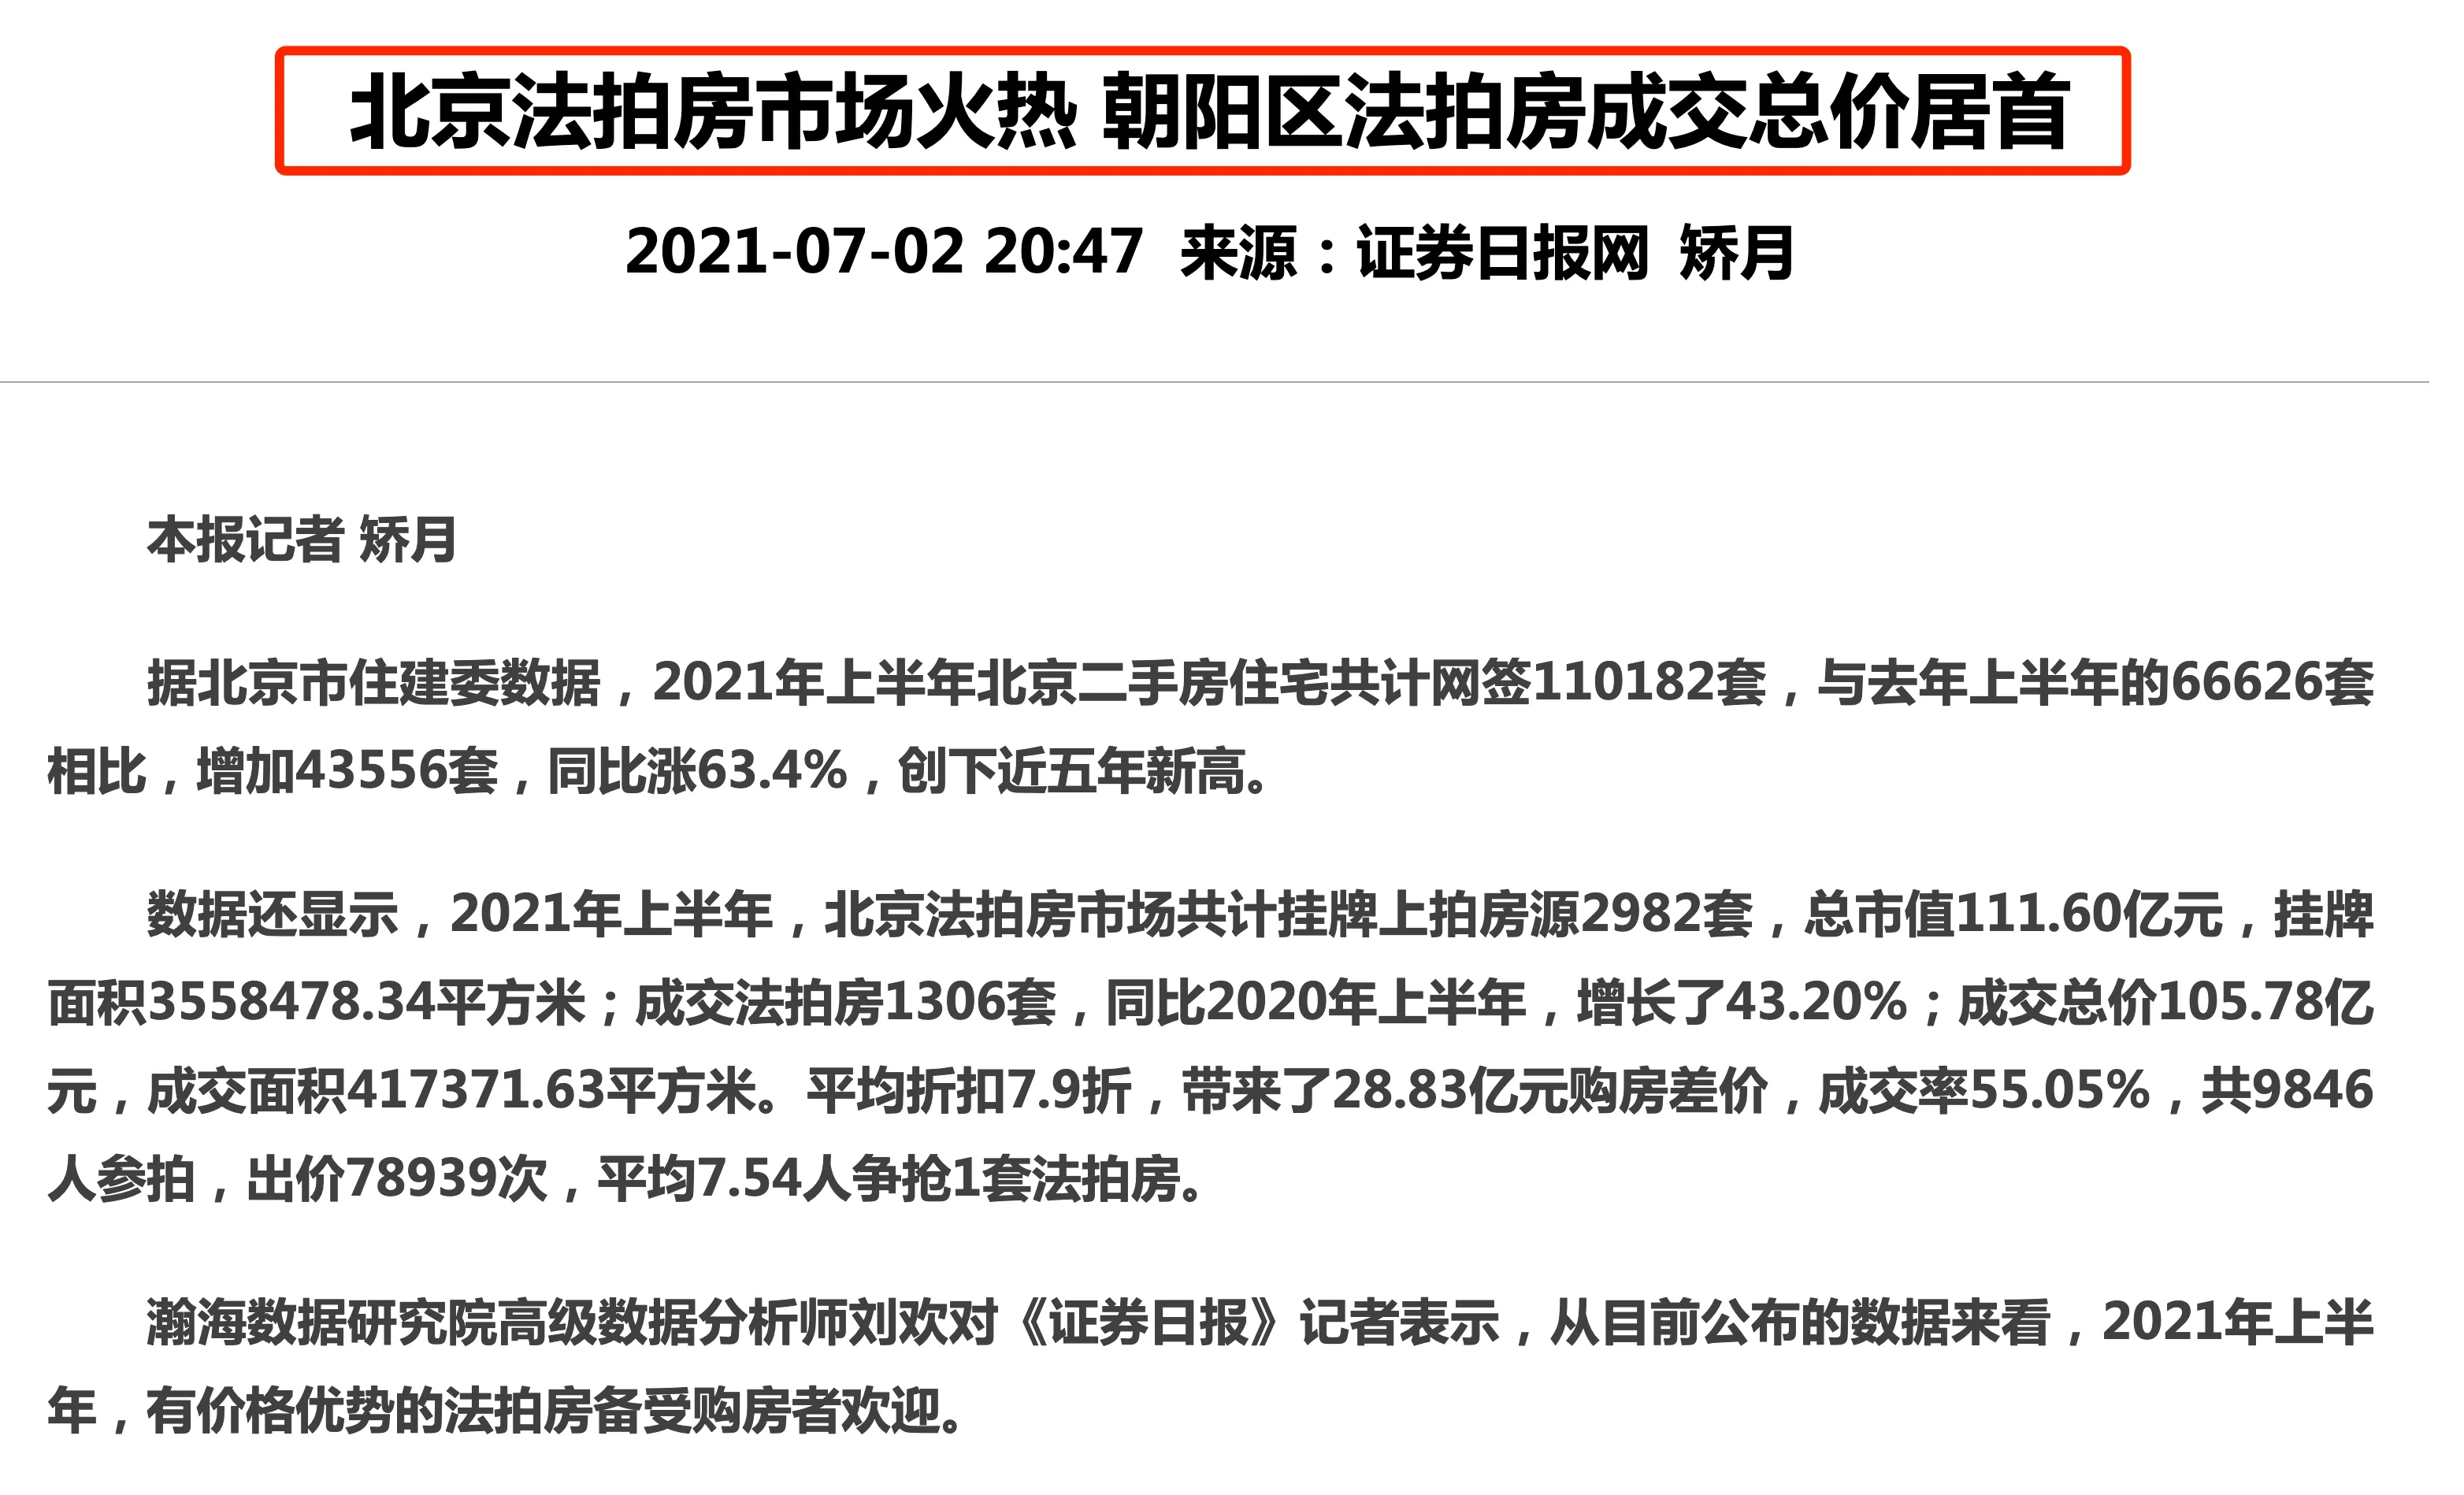 北京法拍房市场火热 朝阳区法拍房成交总价居首
2021-07-02 20:47 来源：证券日报网 矫月
本报记者 矫月
据北京市住建委数据，2021年上半年北京二手房住宅共计网签110182套，与去年上半年的66626套
相比，增加43556套，同比涨63.4%，创下近五年新高。
数据还显示，2021年上半年，北京法拍房市场共计挂牌上拍房源2982套，总市值111.60亿元，挂牌
面积3558478.34平方米；成交法拍房1306套，同比2020年上半年，增长了43.20%；成交总价105.78亿
元，成交面积417371.63平方米。平均折扣7.9折，带来了28.83亿元购房差价，成交率55.05%，共9846
人参拍，出价78939次，平均7.54人争抢1套法拍房。
瀚海数据研究院高级数据分析师刘欢对《证券日报》记者表示，从目前公布的数据来看，2021年上半
年，有价格优势的法拍房备受购房者欢迎。